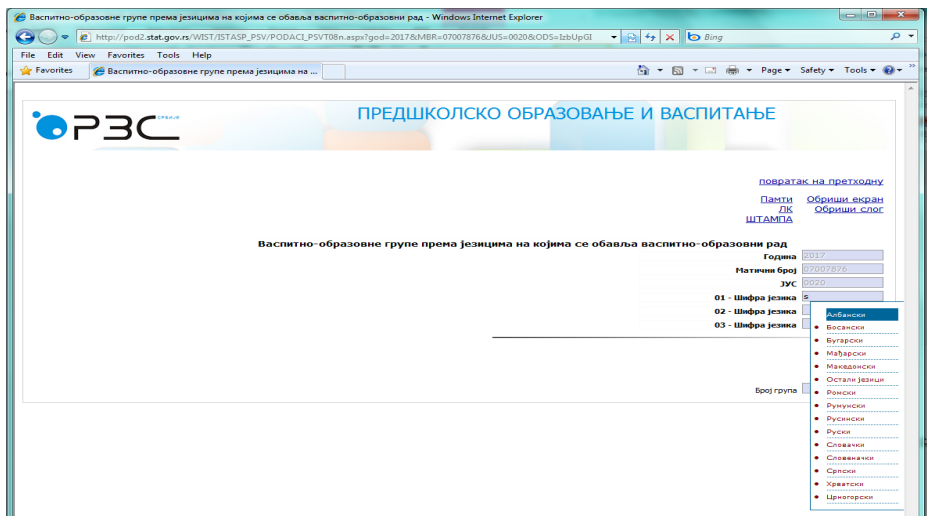 Васпитно-образовне групе према језицима на којима се обавља васпитно-образовни рад - Windows Internet Explorer
http://pod2.stat.gov.rs/WIST/ISTASP_PSV/PODACI_PSVT08n.aspx?god=2017&MBR=07007876&JUS=0020&ODS=IzbUpGI
Bing
File Edit View Favorites Tools Help
Favorites
Васпитно-образовне групе према језицима на ...
Page Safety Tools
РЗС
СРБИЈЕ
ПРЕДШКОЛСКО ОБРАЗОВАЊЕ И ВАСПИТАЊЕ
повратак на претходну
Памти Обриши екран
ЛК Обриши слог
ШТАМПА
Васпитно-образовне групе према језицима на којима се обавља васпитно-образовни рад
Година 2017
Матични број 07007876
ЈУС 0020
01 - Шифра језика s
02 - Шифра језика
03 - Шифра језика
Албански
Босански
Бугарски
Мађарски
Македонски
Остали језици
Ромски
Румунски
Русински
Руски
Словачки
Словеначки
Српски
Хрватски
Црногорски
Број група